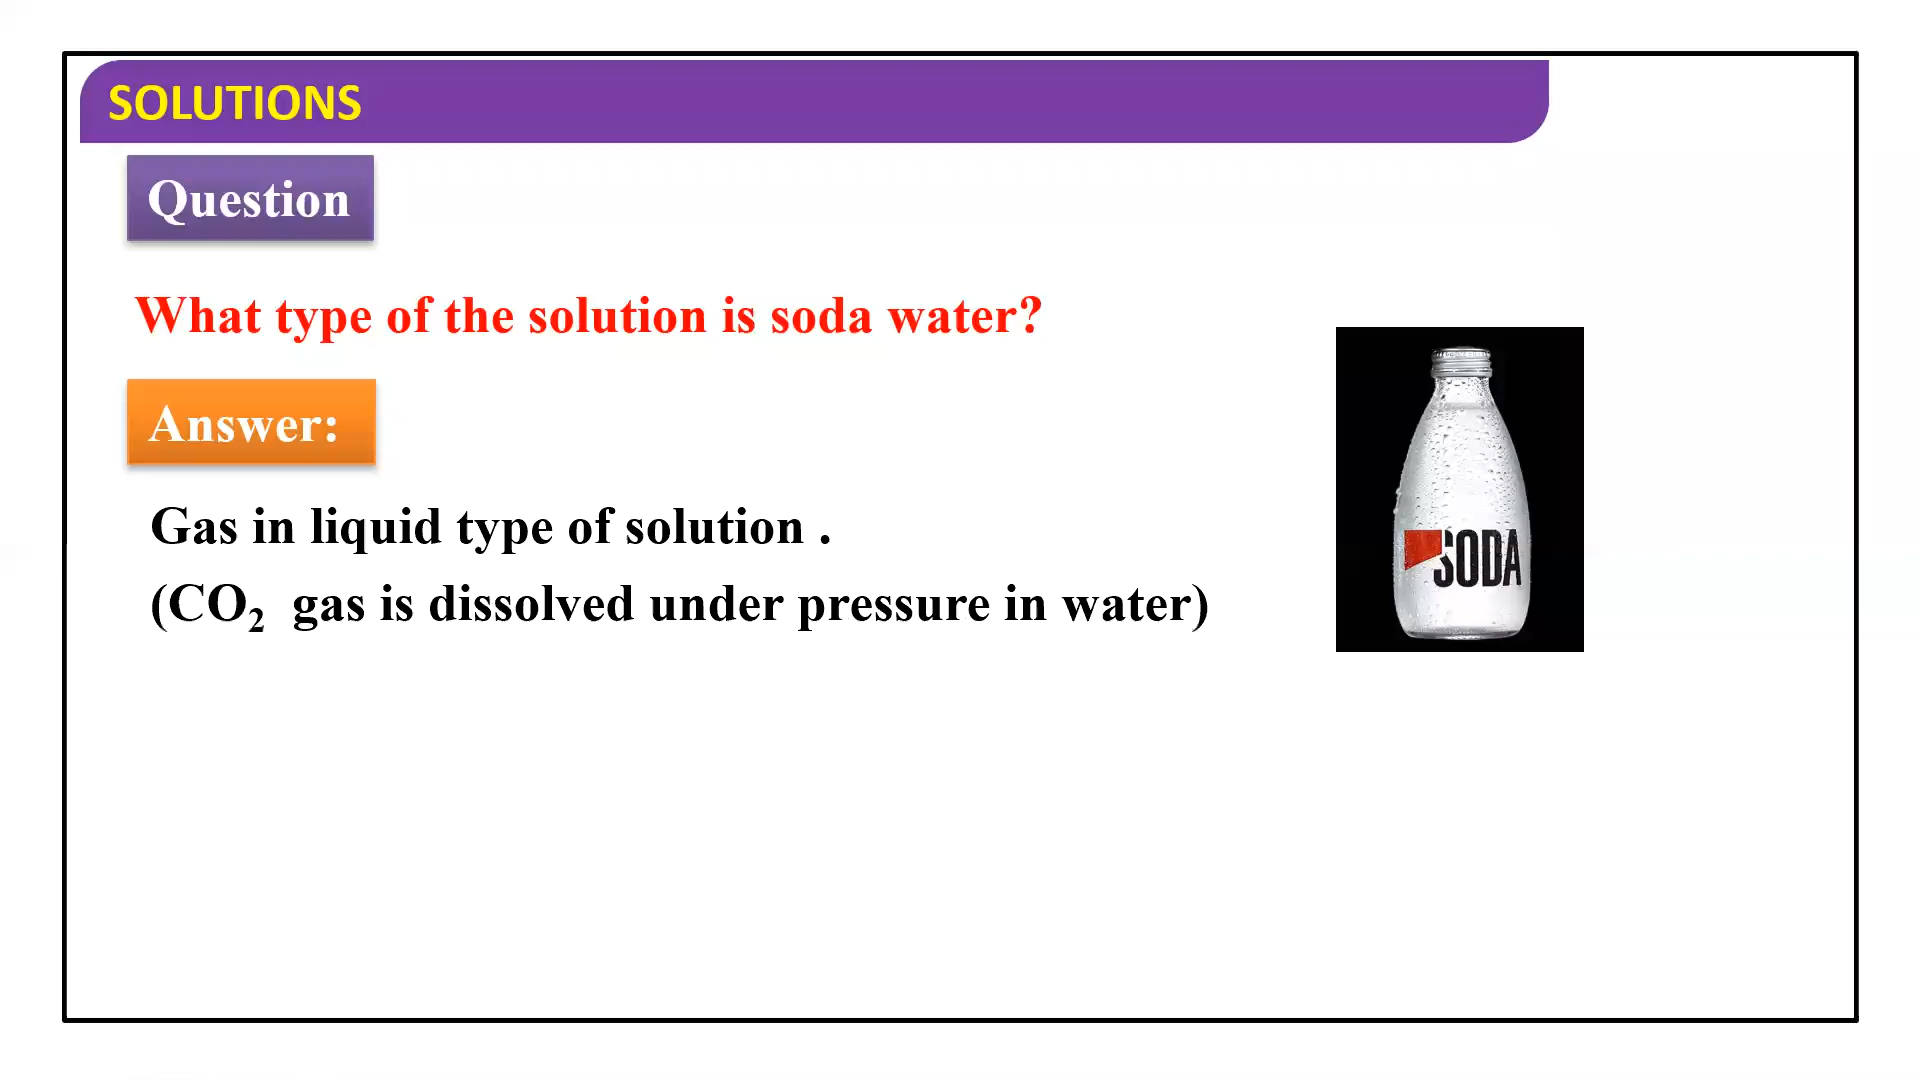 SOLUTIONS
Question
What type of the solution is soda water?
Answer:
Gas in liquid type of solution .
(CO₂ gas is dissolved under pressure in water)
SODA